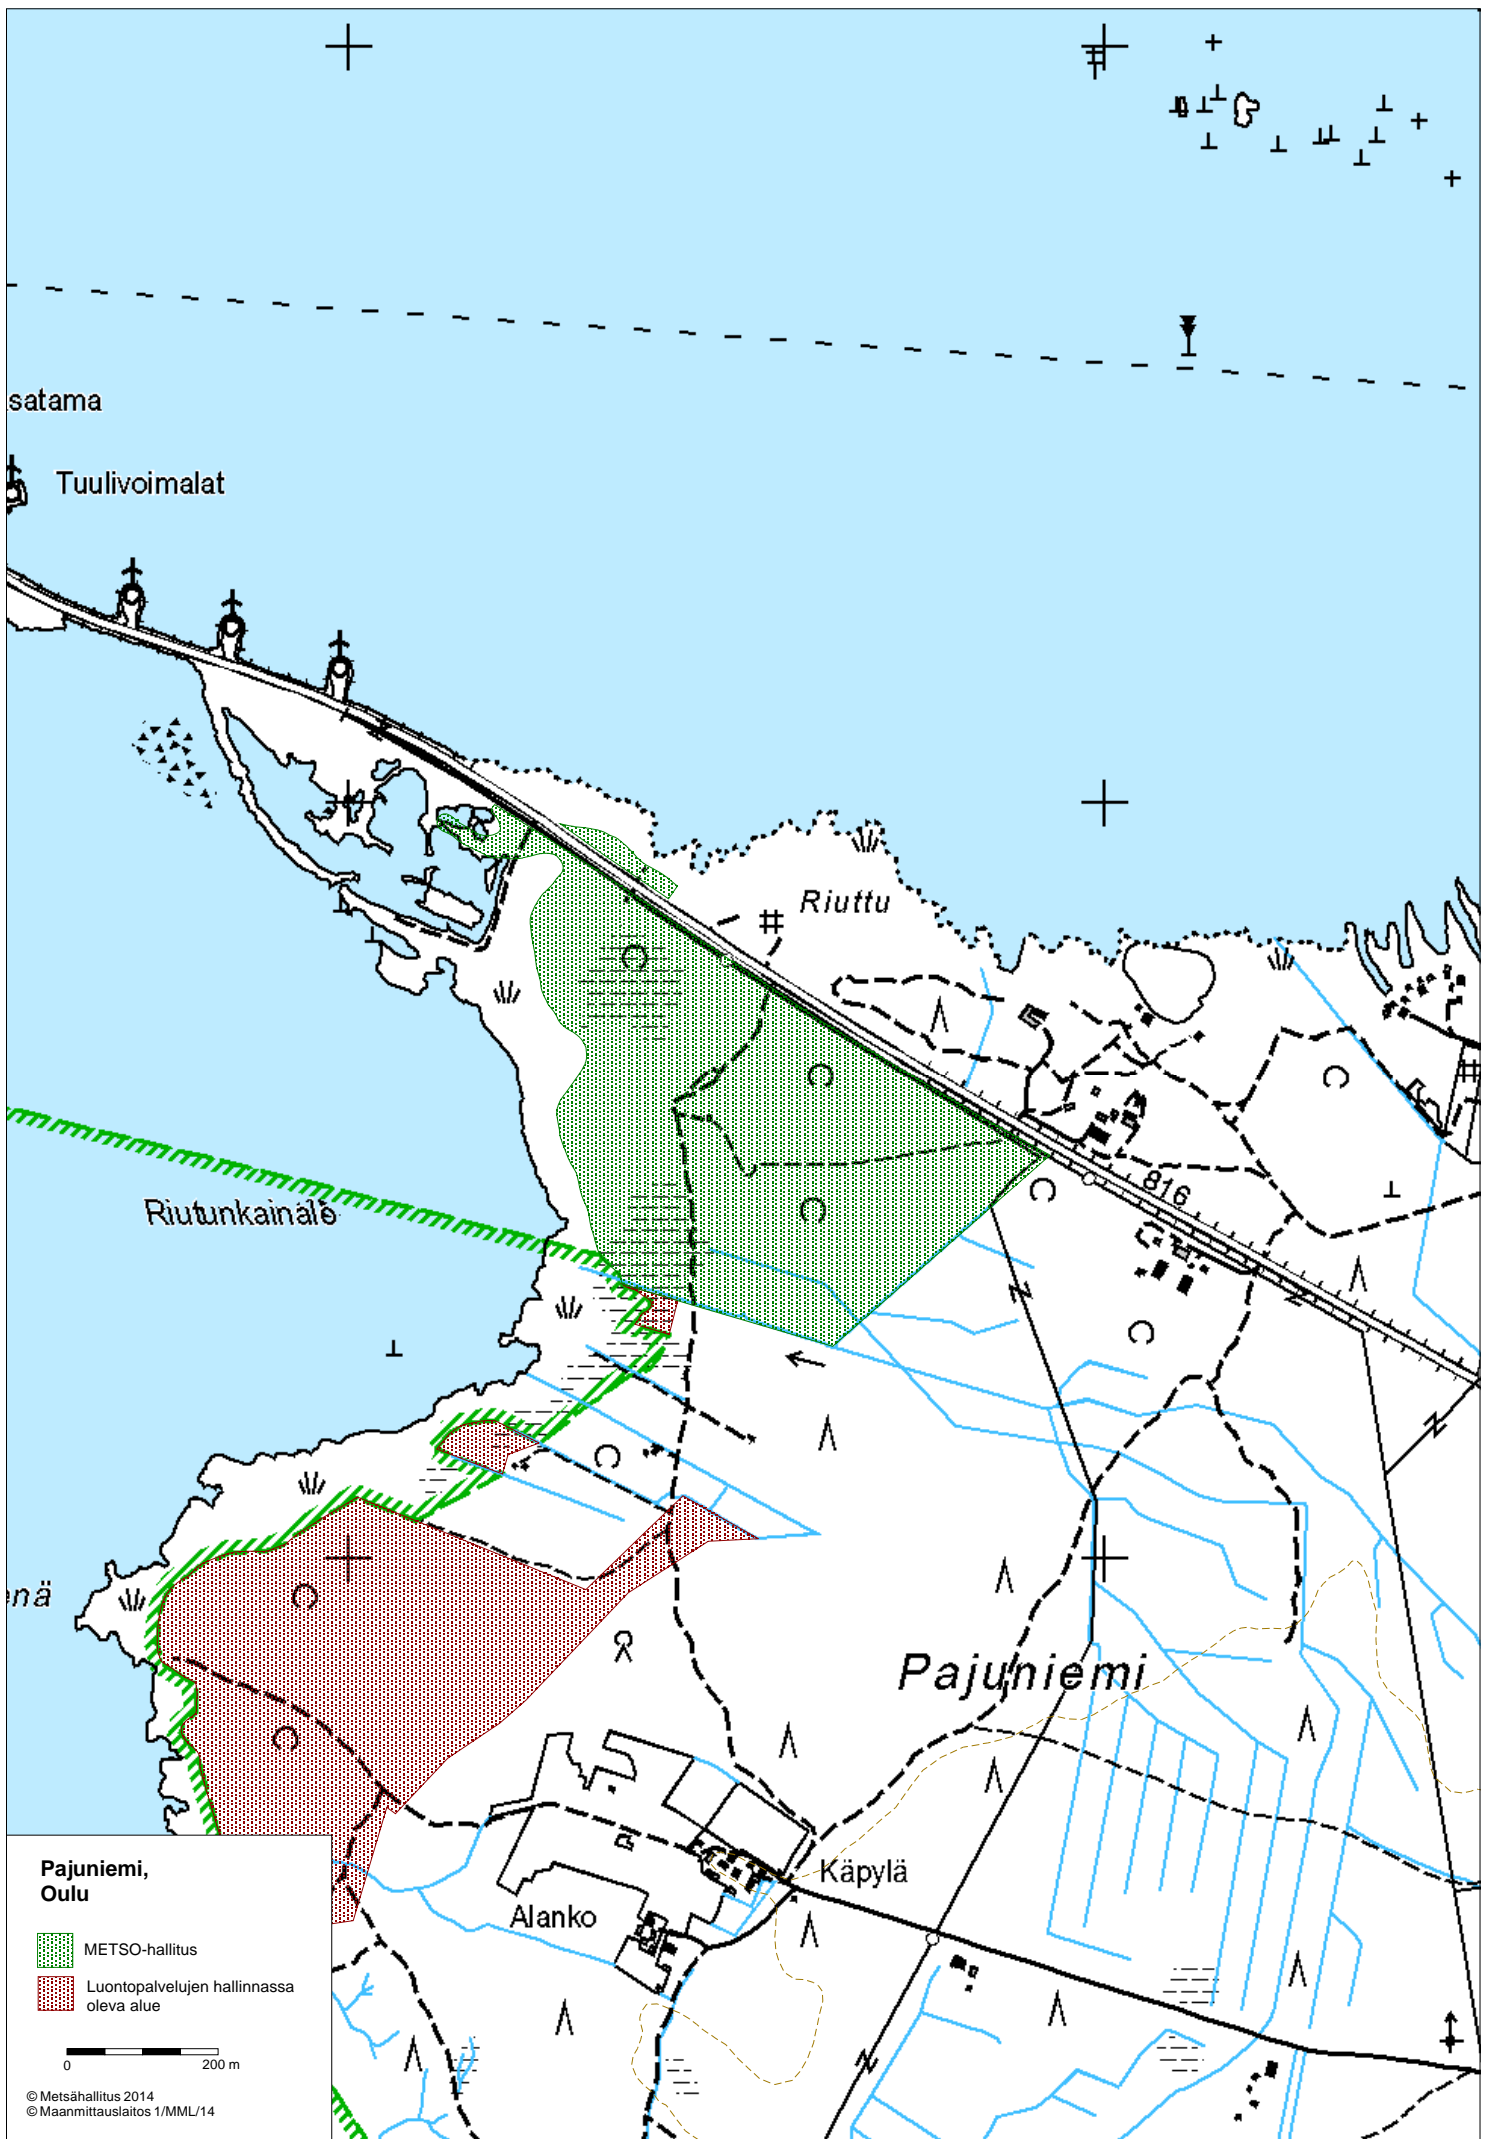 satama
Tuulivoimalat
Riuttu
816
Riutunkainalo
enä
Pajuniemi
Käpylä
Alanko
Pajuniemi,
Oulu
METSO-hallitus
Luontopalvelujen hallinnassa
oleva alue
0 200 m
© Metsähallitus 2014
© Maanmittauslaitos 1/MML/14